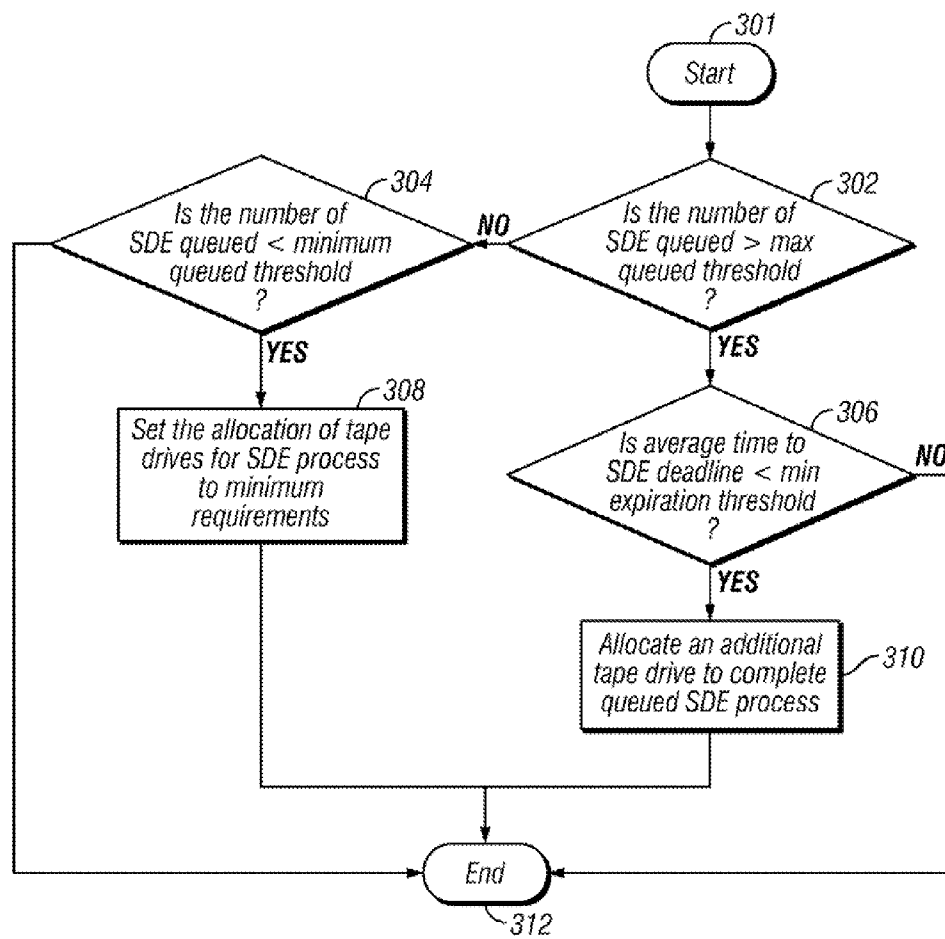 301
Start
302
Is the number of
SDE queued > max
queued threshold
?
NO
YES
304
Is the number of
SDE queued < minimum
queued threshold
?
YES
308
Set the allocation of tape
drives for SDE process
to minimum
requirements
306
Is average time to
SDE deadline < min
expiration threshold
?
NO
YES
Allocate an additional
tape drive to complete
queued SDE process
310
End
312